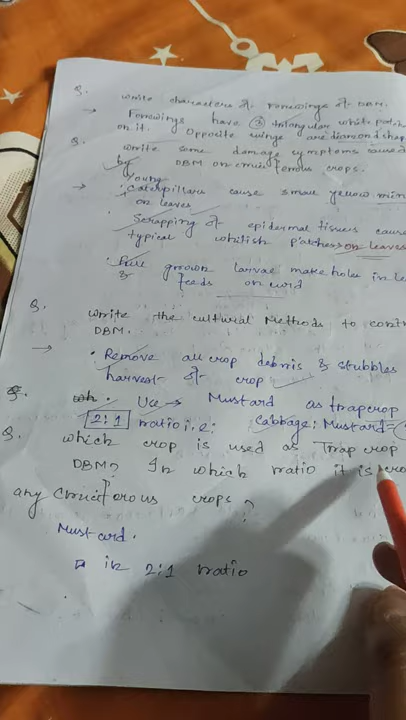 Q.
write characters of Forewings of DBM.
→ Forewings have 3 triangular white patch
on it. Opposite wings are diamond shap
Q. write some damage symptoms caused
by DBM on cruciferous crops.
Young
→ Caterpillers cause small yellow min
on leaves
· Scrapping of epidermal tissues cause
typical whitish patches on leaves
· Full grown larvae make holes in le
& feeds on curd
Q. write the cultural methods to cont
DBM.
→ · Remove all crop debris & stubbles
harvest of crop
Use → Mustard as trap crop
2:1 ratio i.e: Cabbage: Mustard =
Q. which crop is used as Trap crop
DBM? In which ratio it is cro
any cruciferous crops ?
Mustard.
in 2:1 ratio